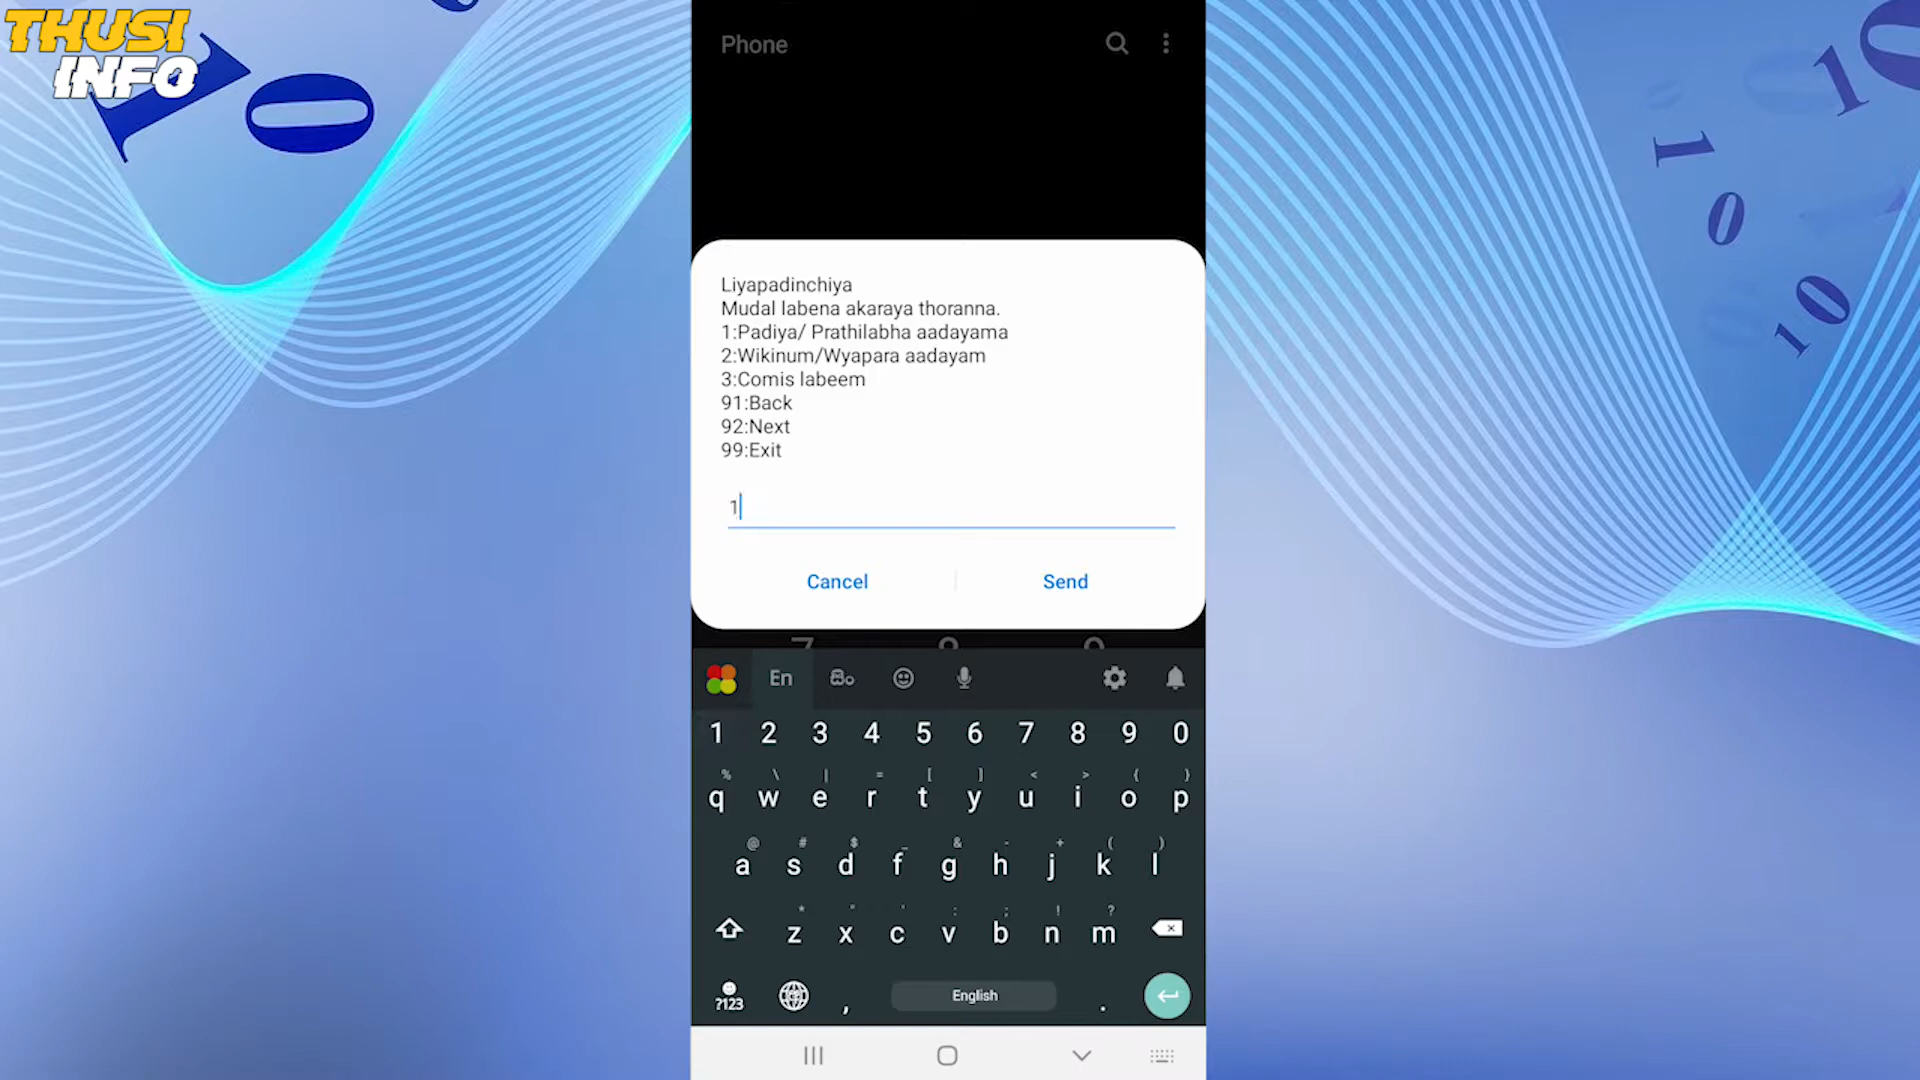 THUSI
INFO
Phone
Liyapadinchiya
Mudal labena akaraya thoranna.
1:Padiya/ Prathilabha aadayama
2:Wikinum/Wyapara aadayam
3:Comis labeem
91:Back
92:Next
99:Exit
1
Cancel
Send
En
1 2 3 4 5 6 7 8 9 0
% \ | = [ ] < > { }
q w e r t y u i o p
@ # $ _ & - + ( )
a s d f g h j k l
* " ' : ; ! ?
z x c v b n m
?123 , English .